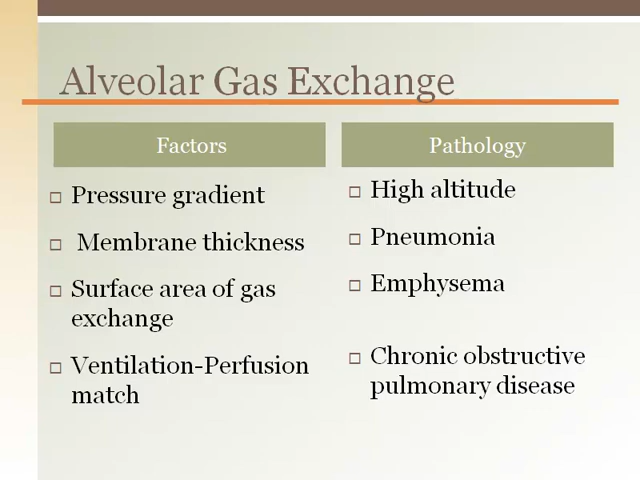 Alveolar Gas Exchange
Factors
Pressure gradient
Membrane thickness
Surface area of gas
exchange
Ventilation-Perfusion
match
Pathology
High altitude
Pneumonia
Emphysema
Chronic obstructive
pulmonary disease